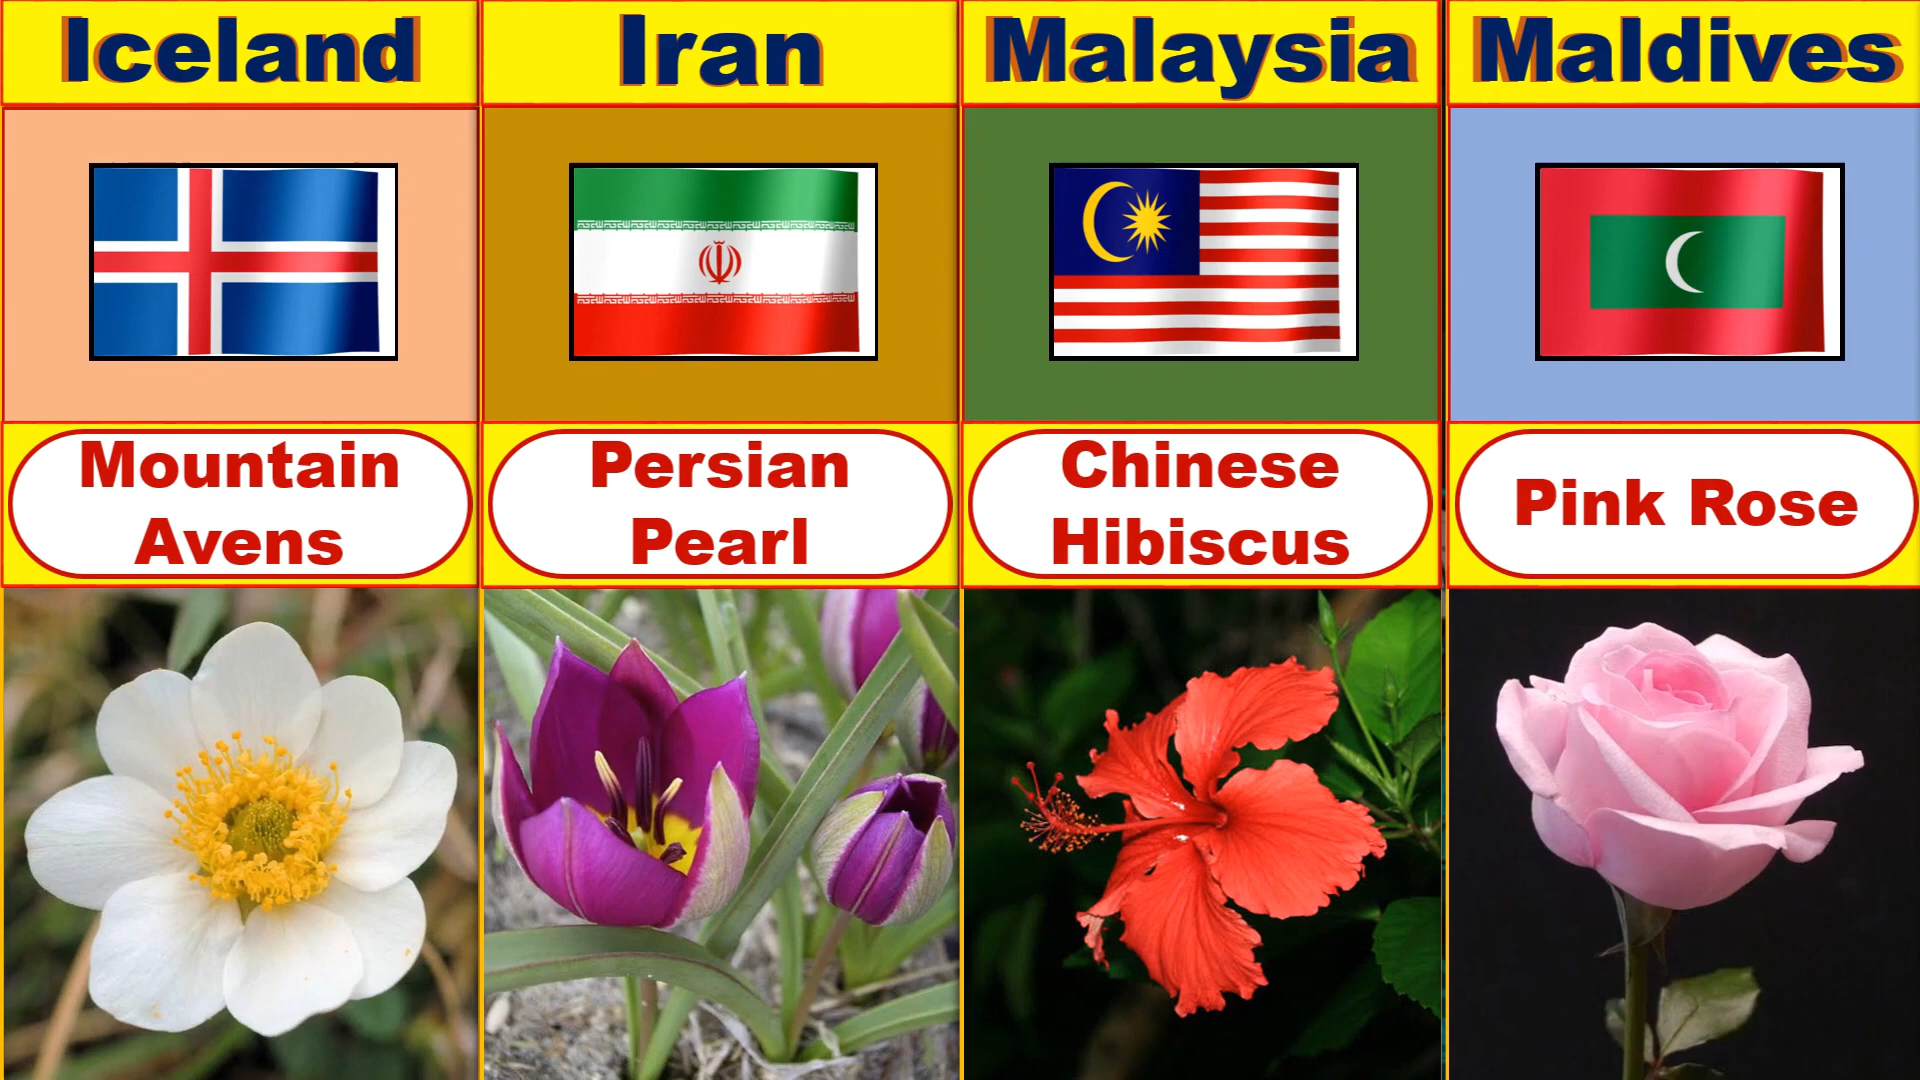 Iceland
Iran
Malaysia
Maldives
Mountain
Avens
Persian
Pearl
Chinese
Hibiscus
Pink Rose